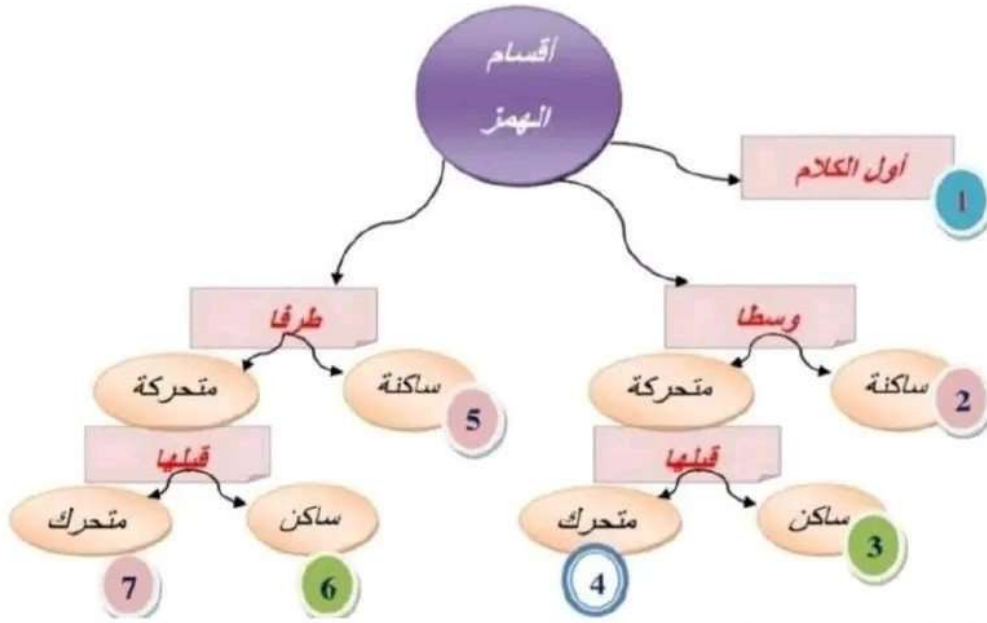 أقسام
الهمز
أول الكلام
1
وسطا
طرفا
ساكنة
2
متحركة
ساكنة
5
متحركة
قبلها
قبلها
ساكن
3
متحرك
4
ساكن
6
متحرك
7